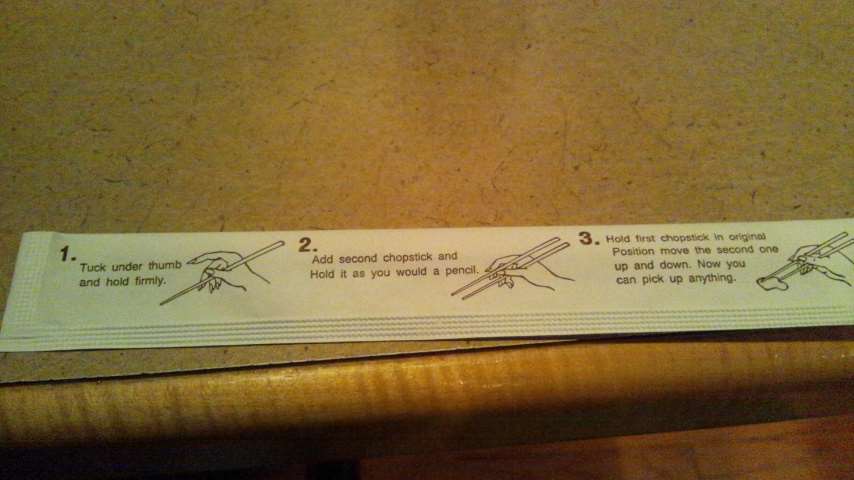 1.
Tuck under thumb
and hold firmly.
2.
Add second chopstick and
Hold it as you would a pencil.
3.
Hold first chopstick in original
Position move the second one
up and down. Now you
can pick up anything.